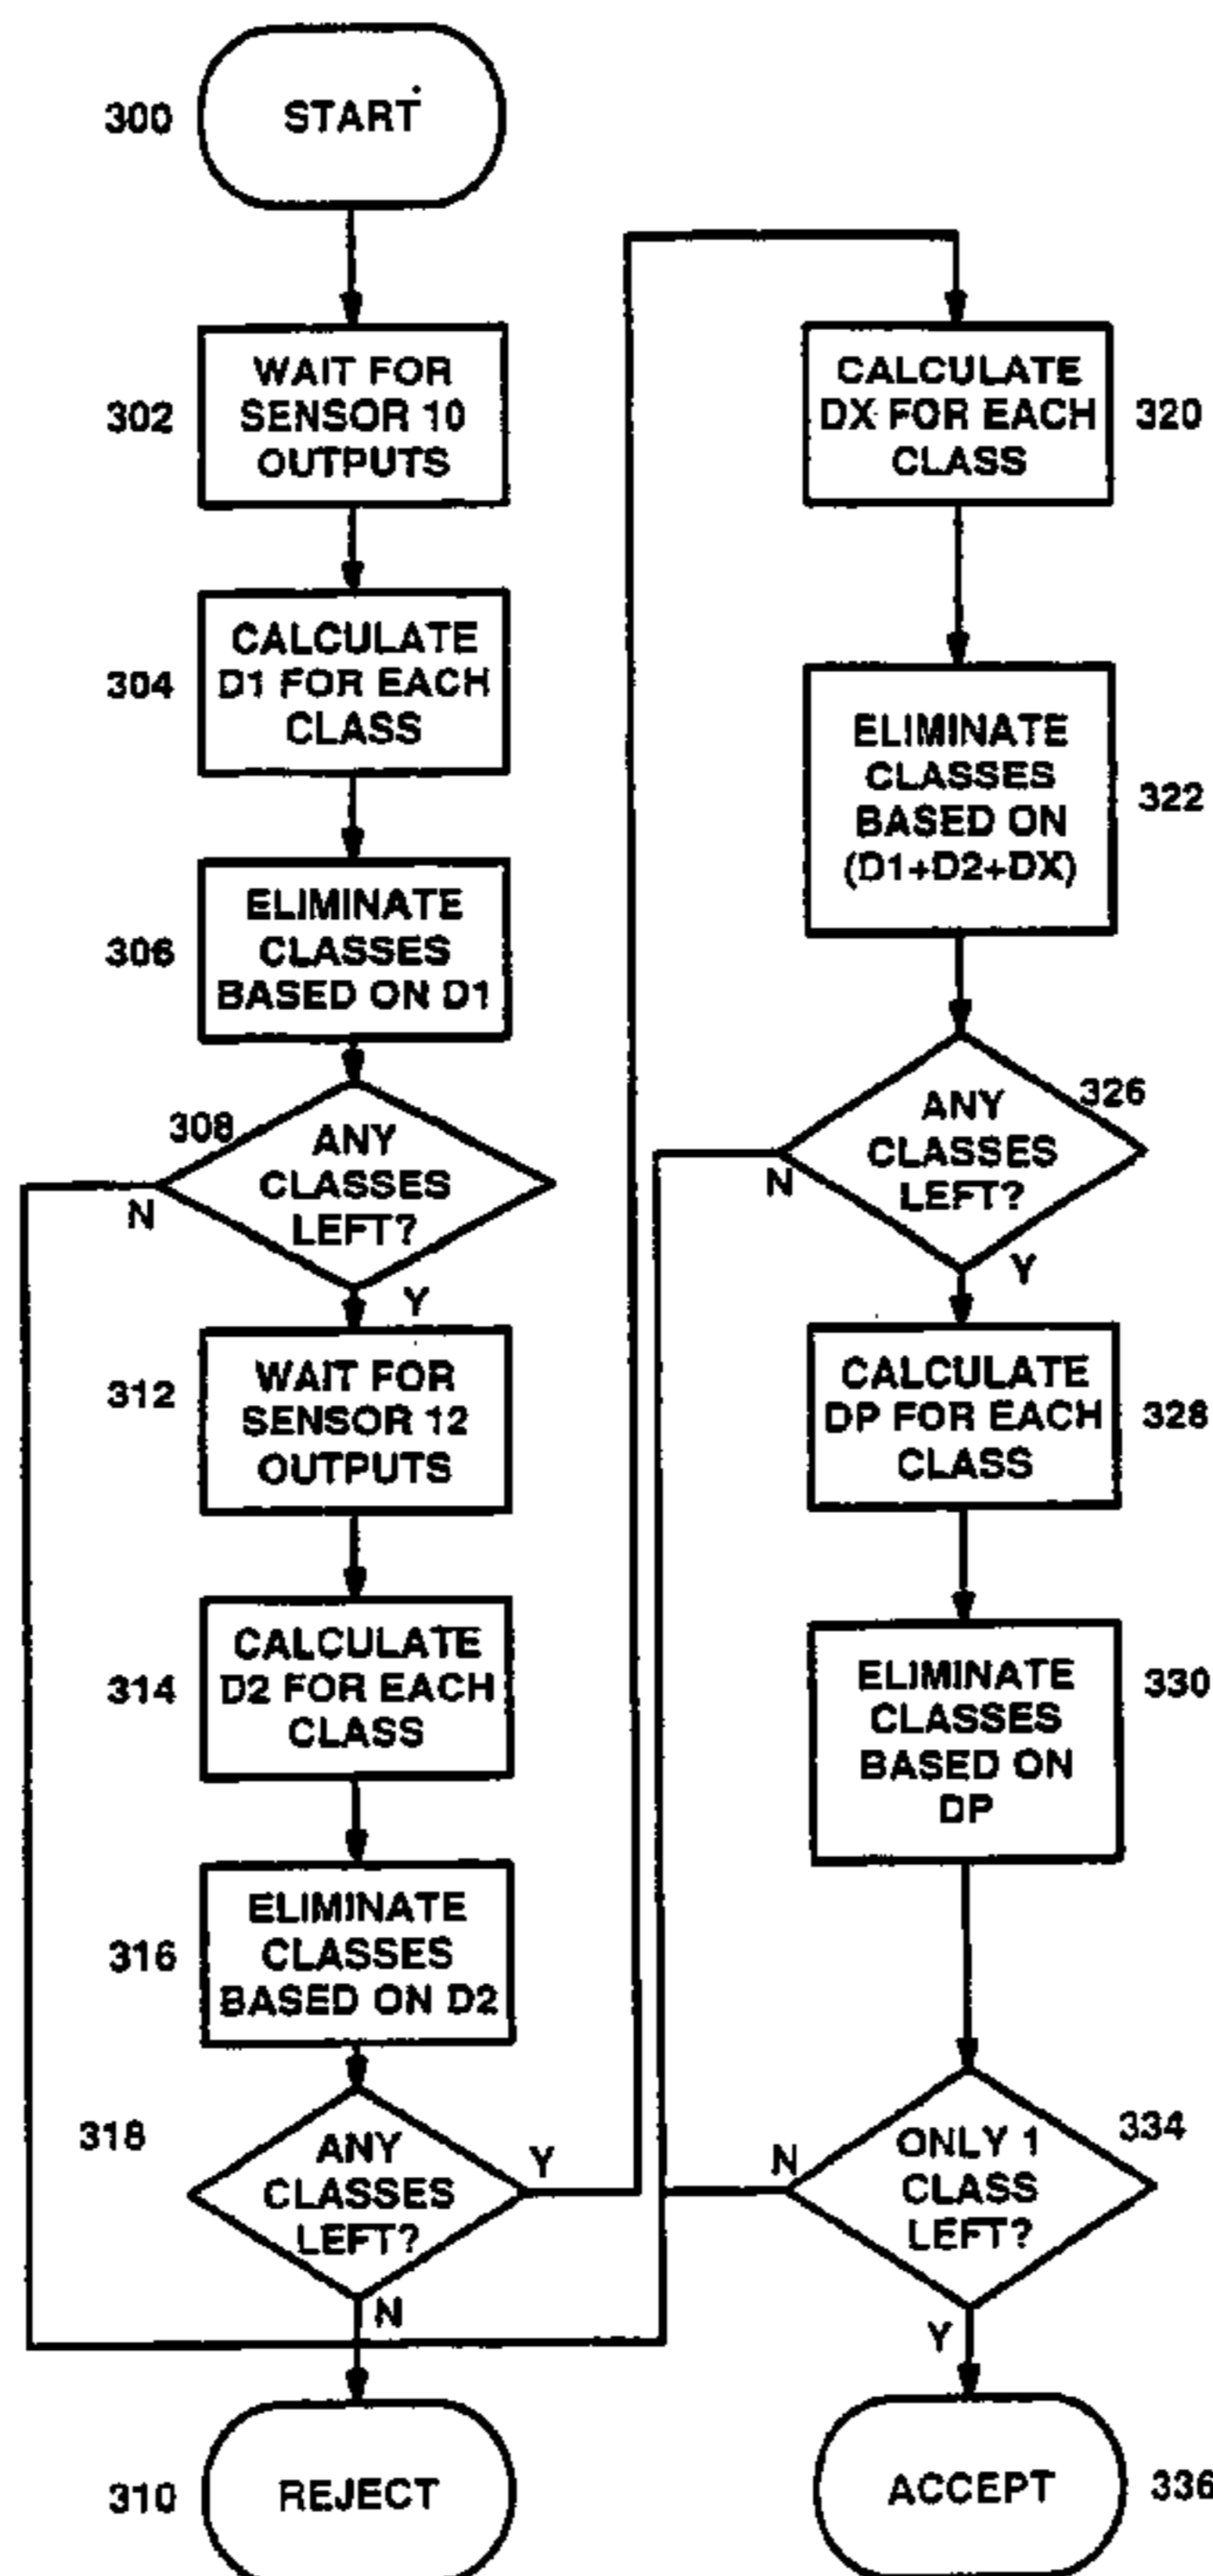 300
START
302
WAIT FOR
SENSOR 10
OUTPUTS
304
CALCULATE
D1 FOR EACH
CLASS
306
ELIMINATE
CLASSES
BASED ON D1
308
ANY
CLASSES
LEFT?
N
Y
312
WAIT FOR
SENSOR 12
OUTPUTS
314
CALCULATE
D2 FOR EACH
CLASS
316
ELIMINATE
CLASSES
BASED ON D2
318
ANY
CLASSES
LEFT?
Y
N
310
REJECT
CALCULATE
DX FOR EACH
CLASS
320
ELIMINATE
CLASSES
BASED ON
(D1+D2+DX)
322
ANY
CLASSES
LEFT?
326
N
Y
CALCULATE
DP FOR EACH
CLASS
328
ELIMINATE
CLASSES
BASED ON
DP
330
ONLY 1
CLASS
LEFT?
334
N
Y
ACCEPT
336